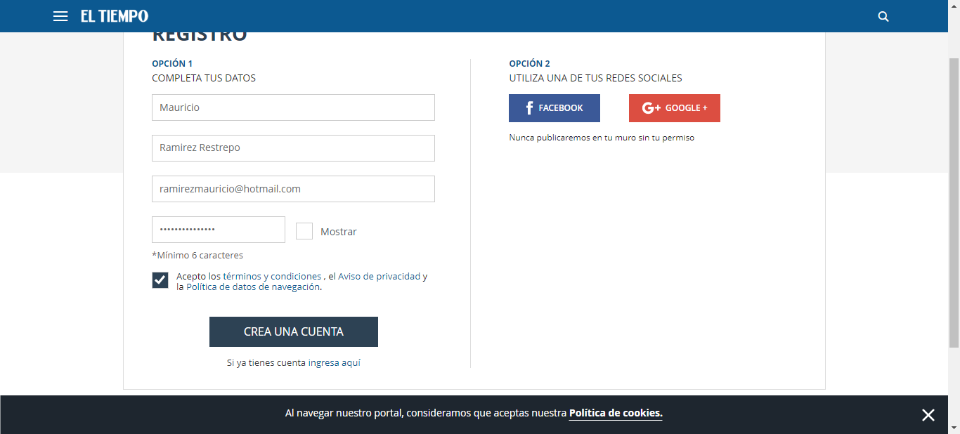 EL TIEMPO
REGISTRO
OPCIÓN 1
COMPLETA TUS DATOS
Mauricio
Ramirez Restrepo
ramirezmauricio@hotmail.com
•••••••••••••••
Mostrar
*Mínimo 6 caracteres
Acepto los términos y condiciones , el Aviso de privacidad y
la Política de datos de navegación.
CREA UNA CUENTA
Si ya tienes cuenta ingresa aquí
OPCIÓN 2
UTILIZA UNA DE TUS REDES SOCIALES
f FACEBOOK
G+ GOOGLE +
Nunca publicaremos en tu muro sin tu permiso
Al navegar nuestro portal, consideramos que aceptas nuestra Política de cookies.